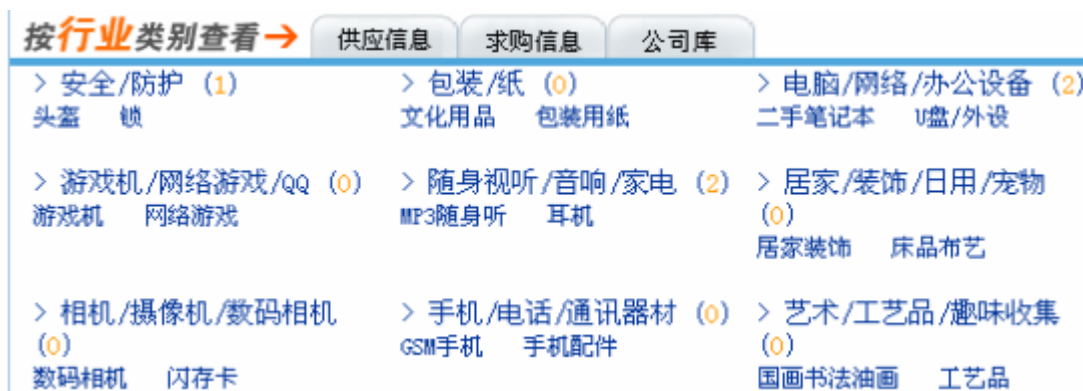 按行业类别查看→ 供应信息 求购信息 公司库
> 安全/防护 (1) > 包装/纸 (0) > 电脑/网络/办公设备 (2)
头盔 锁 文化用品 包装用纸 二手笔记本 U盘/外设
> 游戏机/网络游戏/QQ (0) > 随身视听/音响/家电 (2) > 居家/装饰/日用/宠物
(0)
游戏机 网络游戏 MP3随身听 耳机
居家装饰 床品布艺
> 相机/摄像机/数码相机 > 手机/电话/通讯器材 (0) > 艺术/工艺品/趣味收集
(0) GSM手机 手机配件 (0)
数码相机 闪存卡 国画书法油画 工艺品